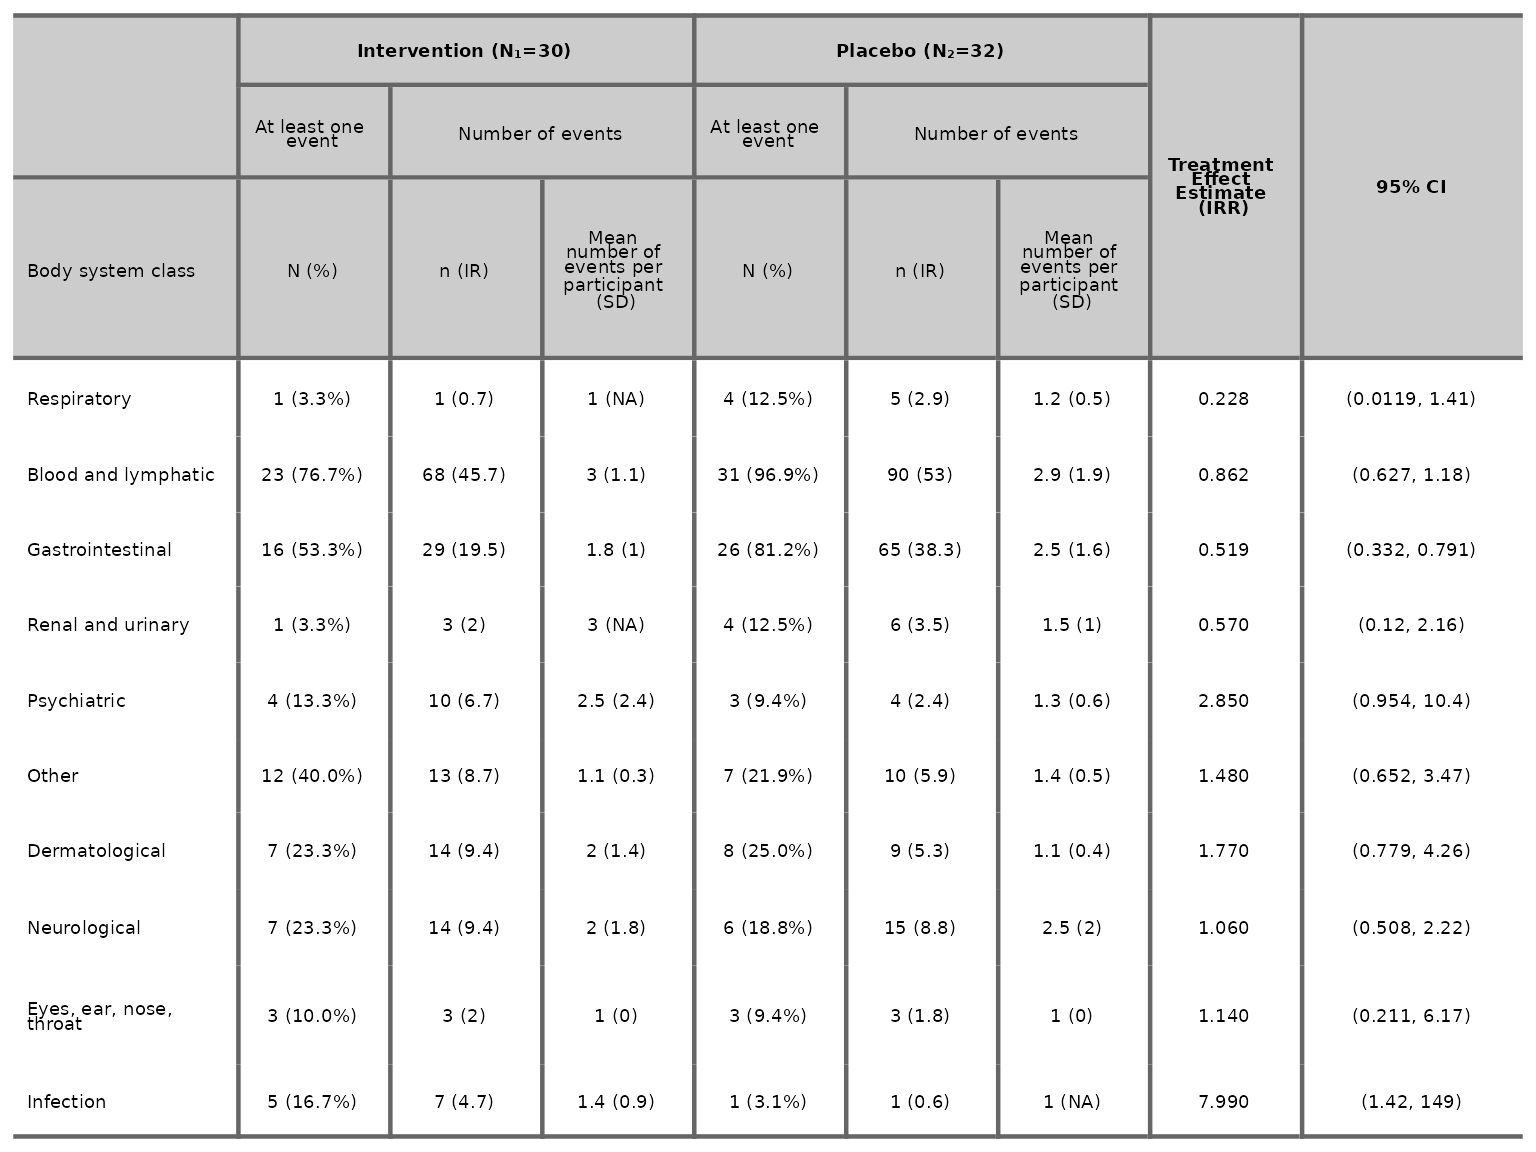 Intervention (N₁=30) Placebo (N₂=32)
At least one
event
Number of events
At least one
event
Number of events
Treatment
Effect
Estimate
(IRR)
95% CI
Body system class N (%) n (IR)
Mean
number of
events per
participant
(SD)
N (%) n (IR)
Mean
number of
events per
participant
(SD)
Respiratory 1 (3.3%) 1 (0.7) 1 (NA) 4 (12.5%) 5 (2.9) 1.2 (0.5) 0.228 (0.0119, 1.41)
Blood and lymphatic 23 (76.7%) 68 (45.7) 3 (1.1) 31 (96.9%) 90 (53) 2.9 (1.9) 0.862 (0.627, 1.18)
Gastrointestinal 16 (53.3%) 29 (19.5) 1.8 (1) 26 (81.2%) 65 (38.3) 2.5 (1.6) 0.519 (0.332, 0.791)
Renal and urinary 1 (3.3%) 3 (2) 3 (NA) 4 (12.5%) 6 (3.5) 1.5 (1) 0.570 (0.12, 2.16)
Psychiatric 4 (13.3%) 10 (6.7) 2.5 (2.4) 3 (9.4%) 4 (2.4) 1.3 (0.6) 2.850 (0.954, 10.4)
Other 12 (40.0%) 13 (8.7) 1.1 (0.3) 7 (21.9%) 10 (5.9) 1.4 (0.5) 1.480 (0.652, 3.47)
Dermatological 7 (23.3%) 14 (9.4) 2 (1.4) 8 (25.0%) 9 (5.3) 1.1 (0.4) 1.770 (0.779, 4.26)
Neurological 7 (23.3%) 14 (9.4) 2 (1.8) 6 (18.8%) 15 (8.8) 2.5 (2) 1.060 (0.508, 2.22)
Eyes, ear, nose,
throat
3 (10.0%) 3 (2) 1 (0) 3 (9.4%) 3 (1.8) 1 (0) 1.140 (0.211, 6.17)
Infection 5 (16.7%) 7 (4.7) 1.4 (0.9) 1 (3.1%) 1 (0.6) 1 (NA) 7.990 (1.42, 149)